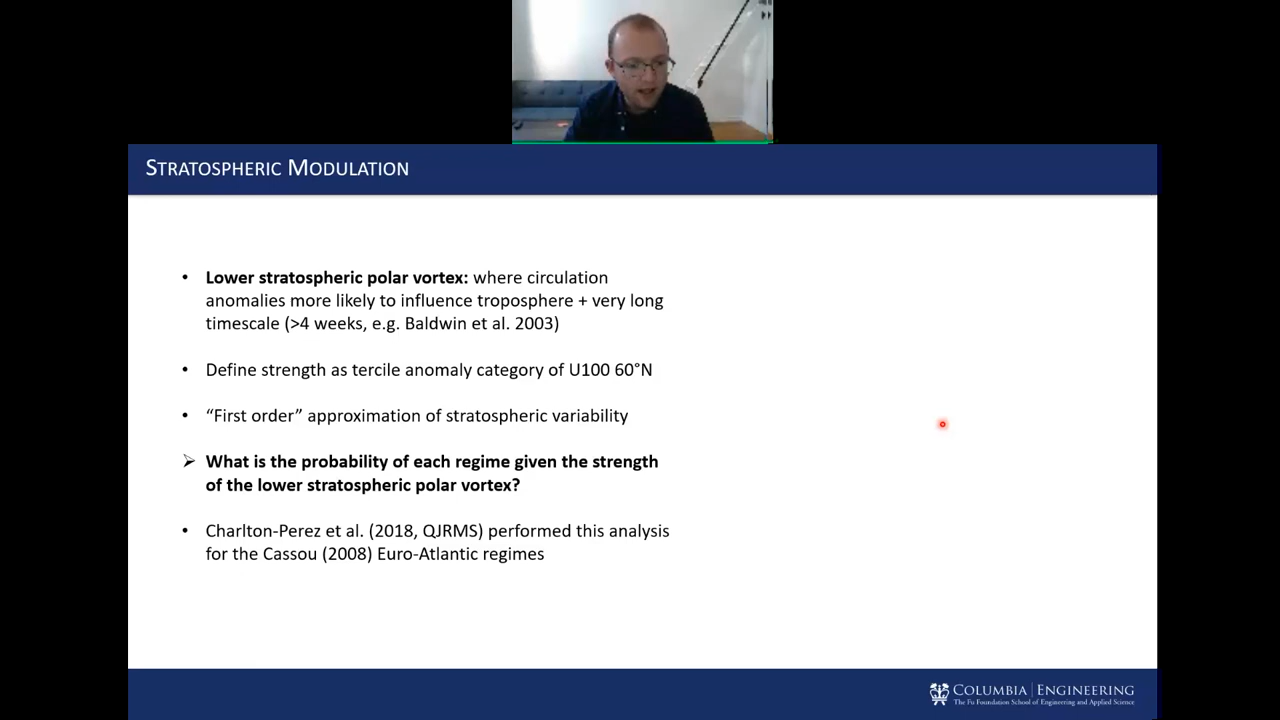 STRATOSPHERIC MODULATION
• Lower stratospheric polar vortex: where circulation
anomalies more likely to influence troposphere + very long
timescale (>4 weeks, e.g. Baldwin et al. 2003)
• Define strength as tercile anomaly category of U100 60°N
• “First order” approximation of stratospheric variability
➢ What is the probability of each regime given the strength
of the lower stratospheric polar vortex?
• Charlton-Perez et al. (2018, QJRMS) performed this analysis
for the Cassou (2008) Euro-Atlantic regimes
COLUMBIA | ENGINEERING
The Fu Foundation School of Engineering and Applied Science